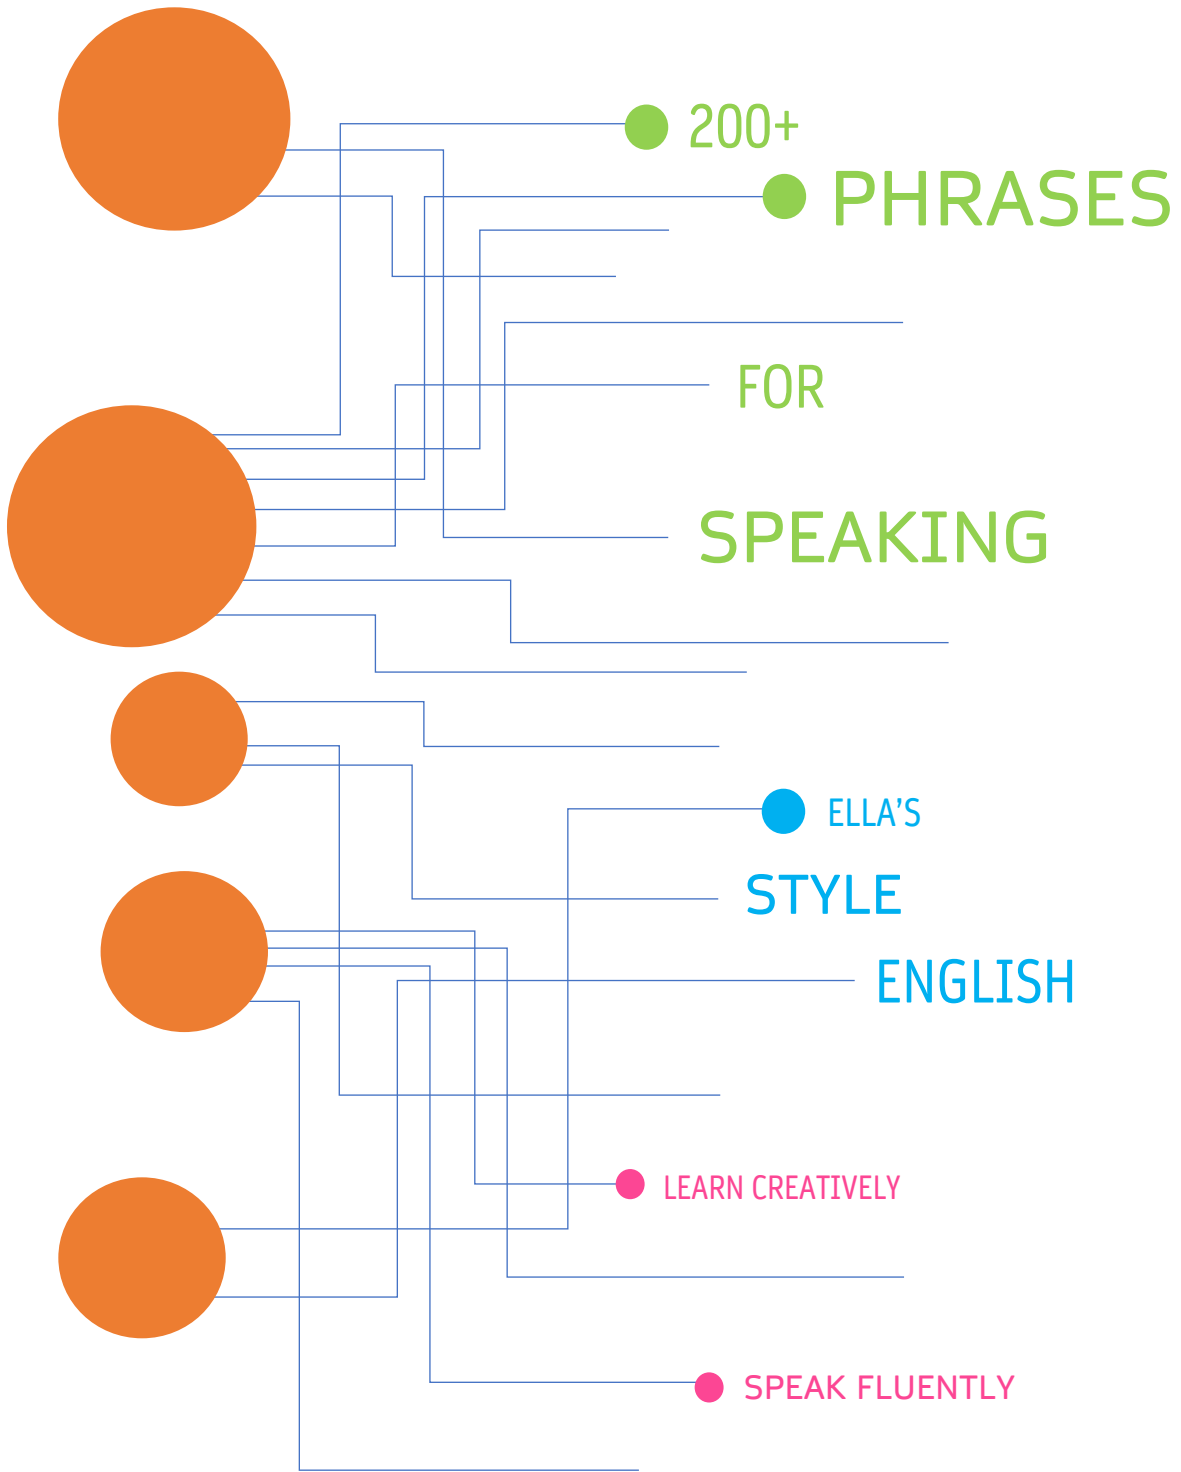 200+
PHRASES
FOR
SPEAKING
ELLA’S
STYLE
ENGLISH
LEARN CREATIVELY
SPEAK FLUENTLY